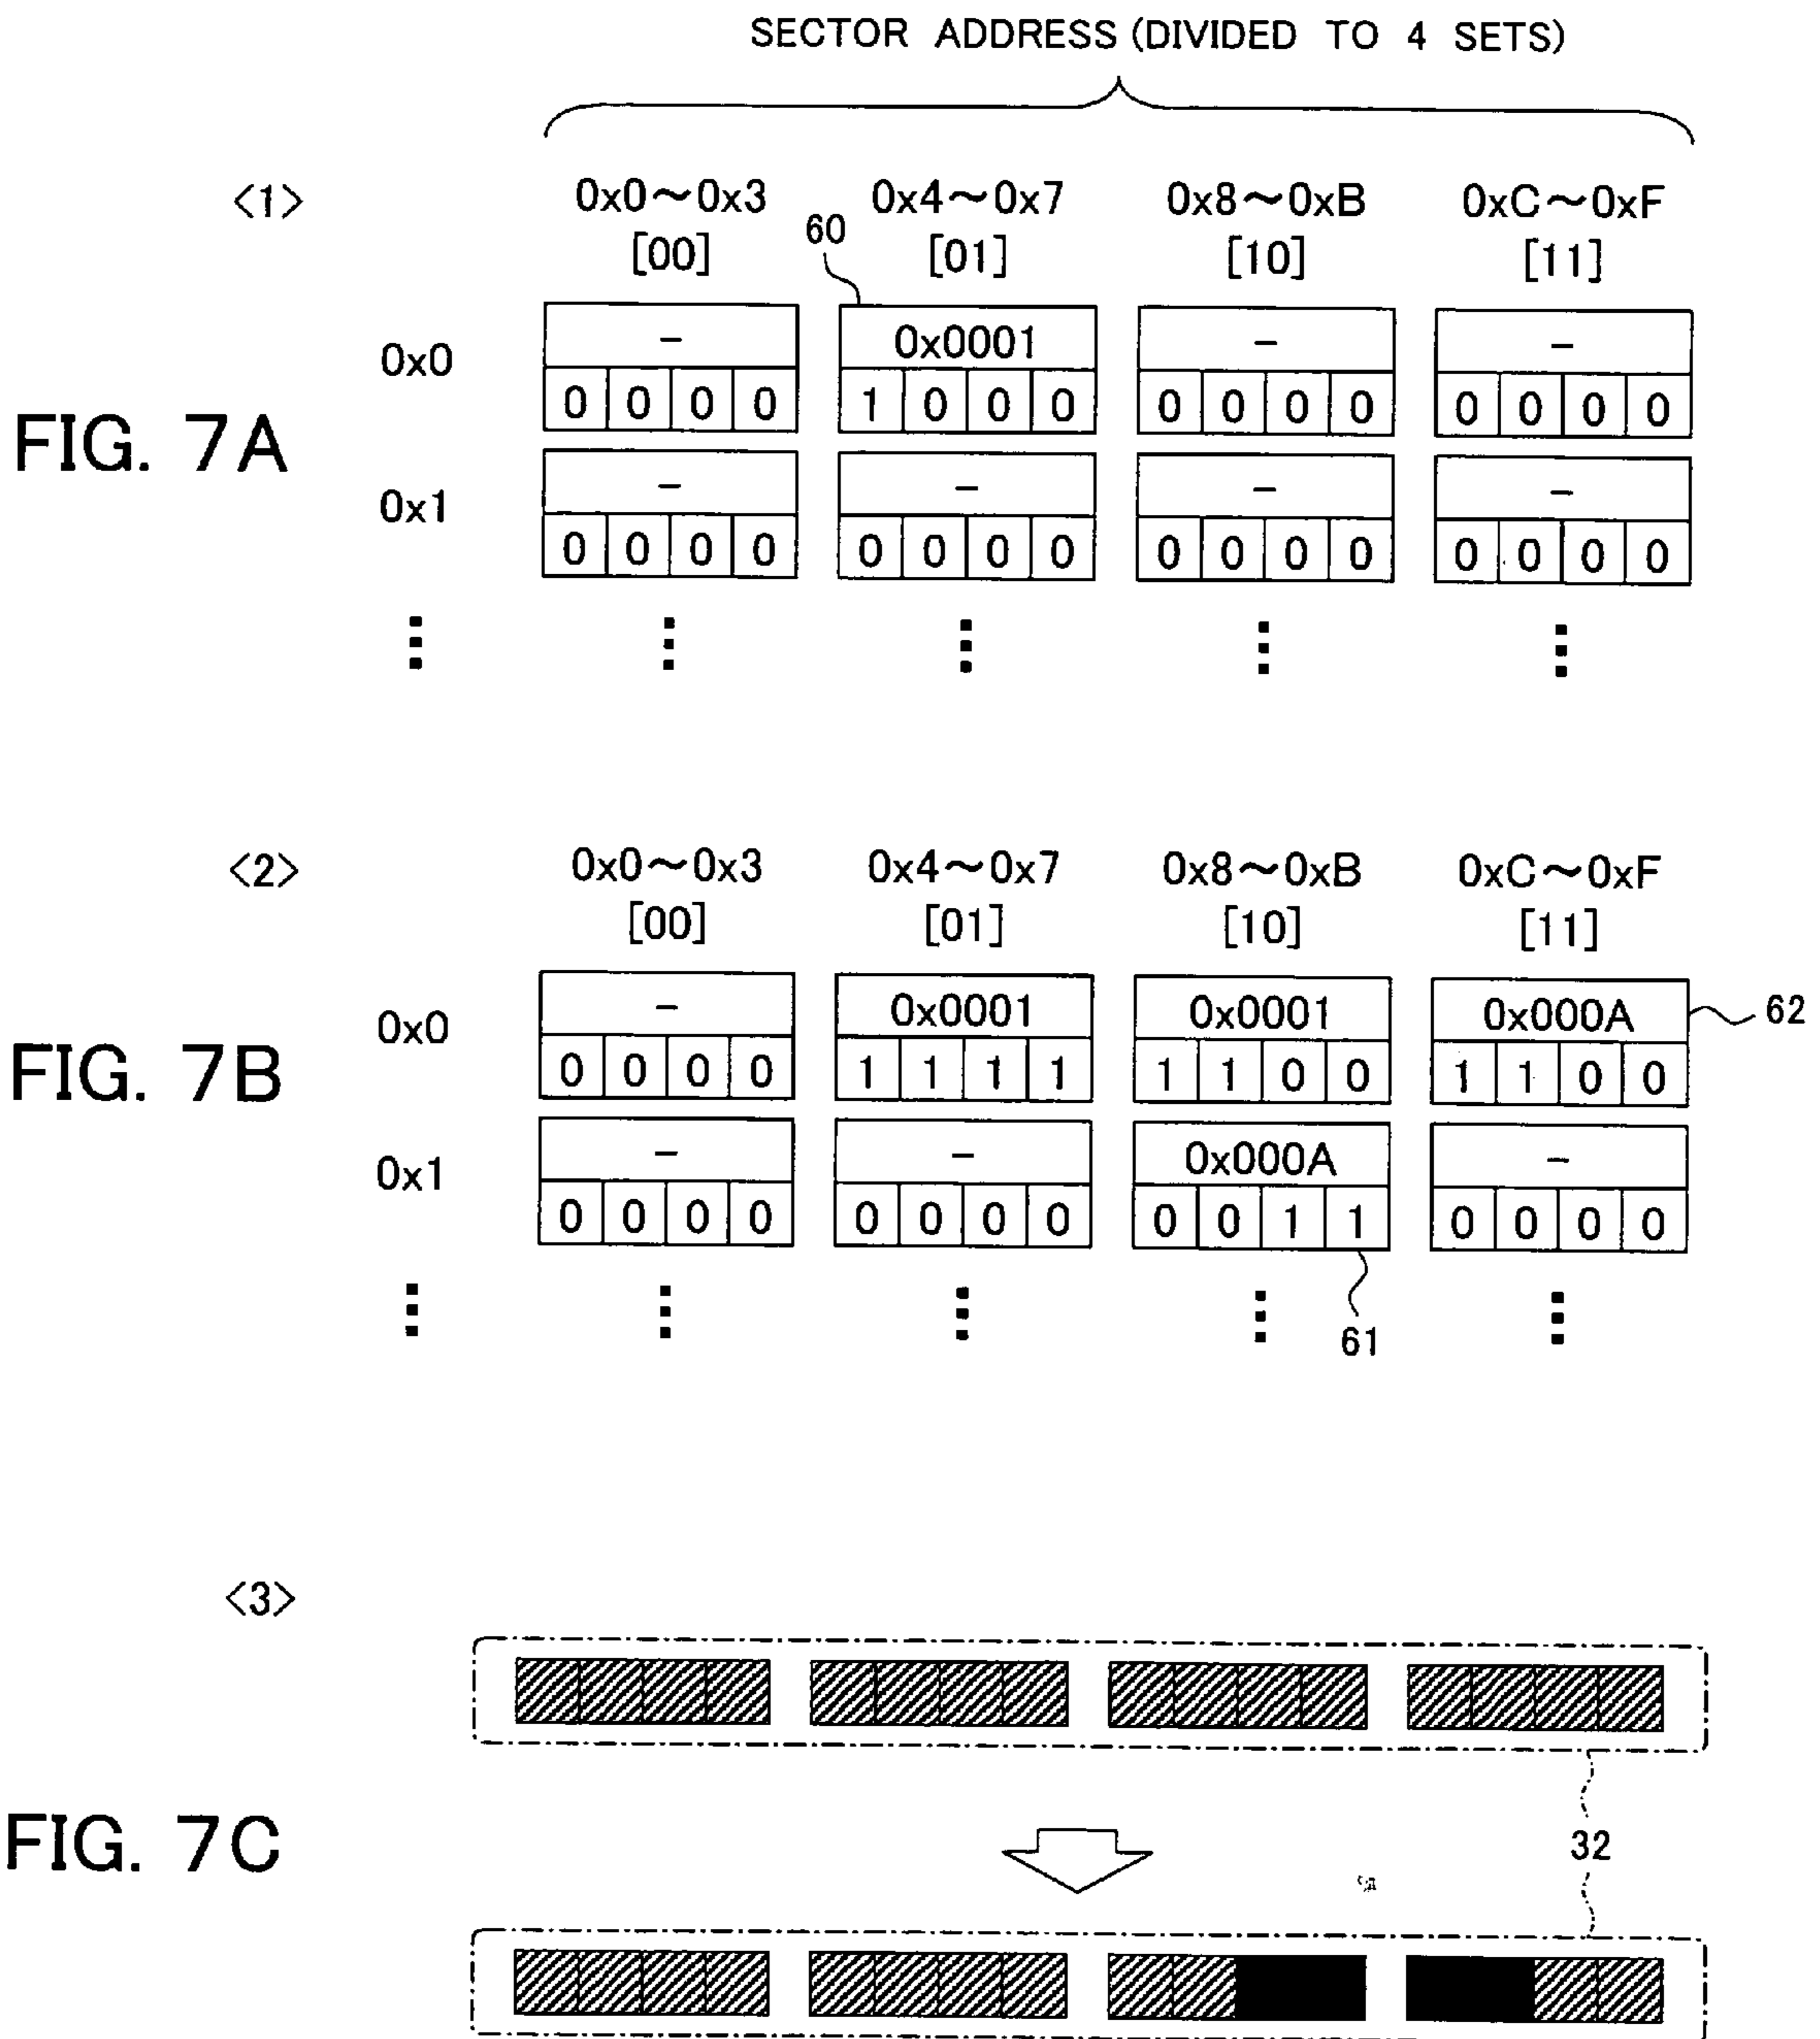 SECTOR ADDRESS (DIVIDED TO 4 SETS)
<1> 0x0~0x3 0x4~0x7 0x8~0xB 0xC~0xF
[00] 60 [01] [10] [11]
FIG. 7A
0x0 - 0x0001 - -
0 0 0 0 1 0 0 0 0 0 0 0 0 0 0 0
0x1 - - - -
0 0 0 0 0 0 0 0 0 0 0 0 0 0 0 0
<2> 0x0~0x3 0x4~0x7 0x8~0xB 0xC~0xF
[00] [01] [10] [11]
FIG. 7B
0x0 - 0x0001 0x0001 0x000A 62
0 0 0 0 1 1 1 1 1 1 0 0 1 1 0 0
0x1 - - 0x000A -
0 0 0 0 0 0 0 0 0 0 1 1 0 0 0 0
61
<3>
FIG. 7C
32